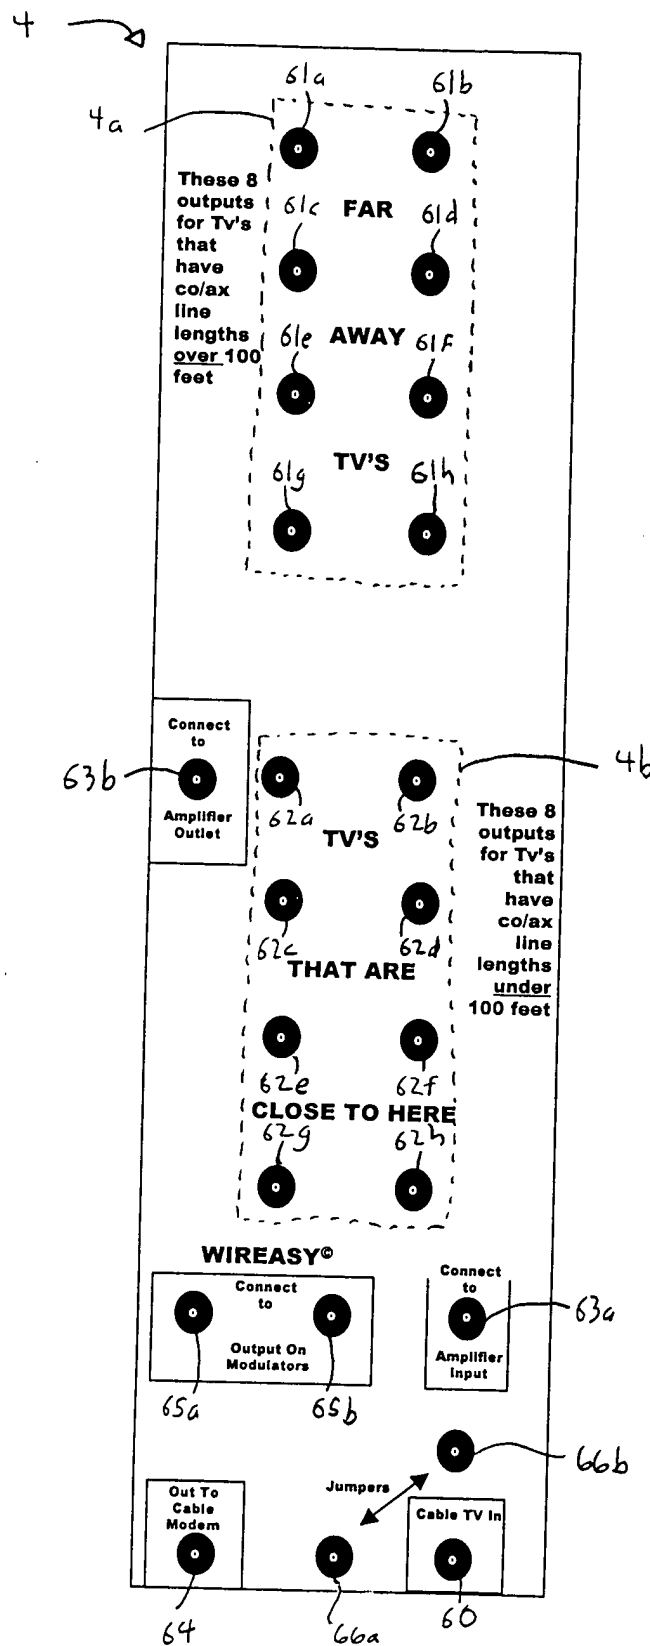 4
61a 61b
4a
These 8
outputs
for Tv's
that
have
co/ax
line
lengths
over 100
feet
61c FAR 61d
61e AWAY 61f
61g TV'S 61h
Connect
to
63b
Amplifier
Outlet
4b
62a 62b
TV'S
These 8
outputs
for Tv's
that
have
co/ax
line
lengths
under
100 feet
62c 62d
THAT ARE
62e 62f
CLOSE TO HERE
62g 62h
WIREASY©
Connect
to
Output On
Modulators
65a 65b
Connect
to
63a
Amplifier
Input
66b
Jumpers
Out To
Cable
Modem
Cable TV In
64 66a 60